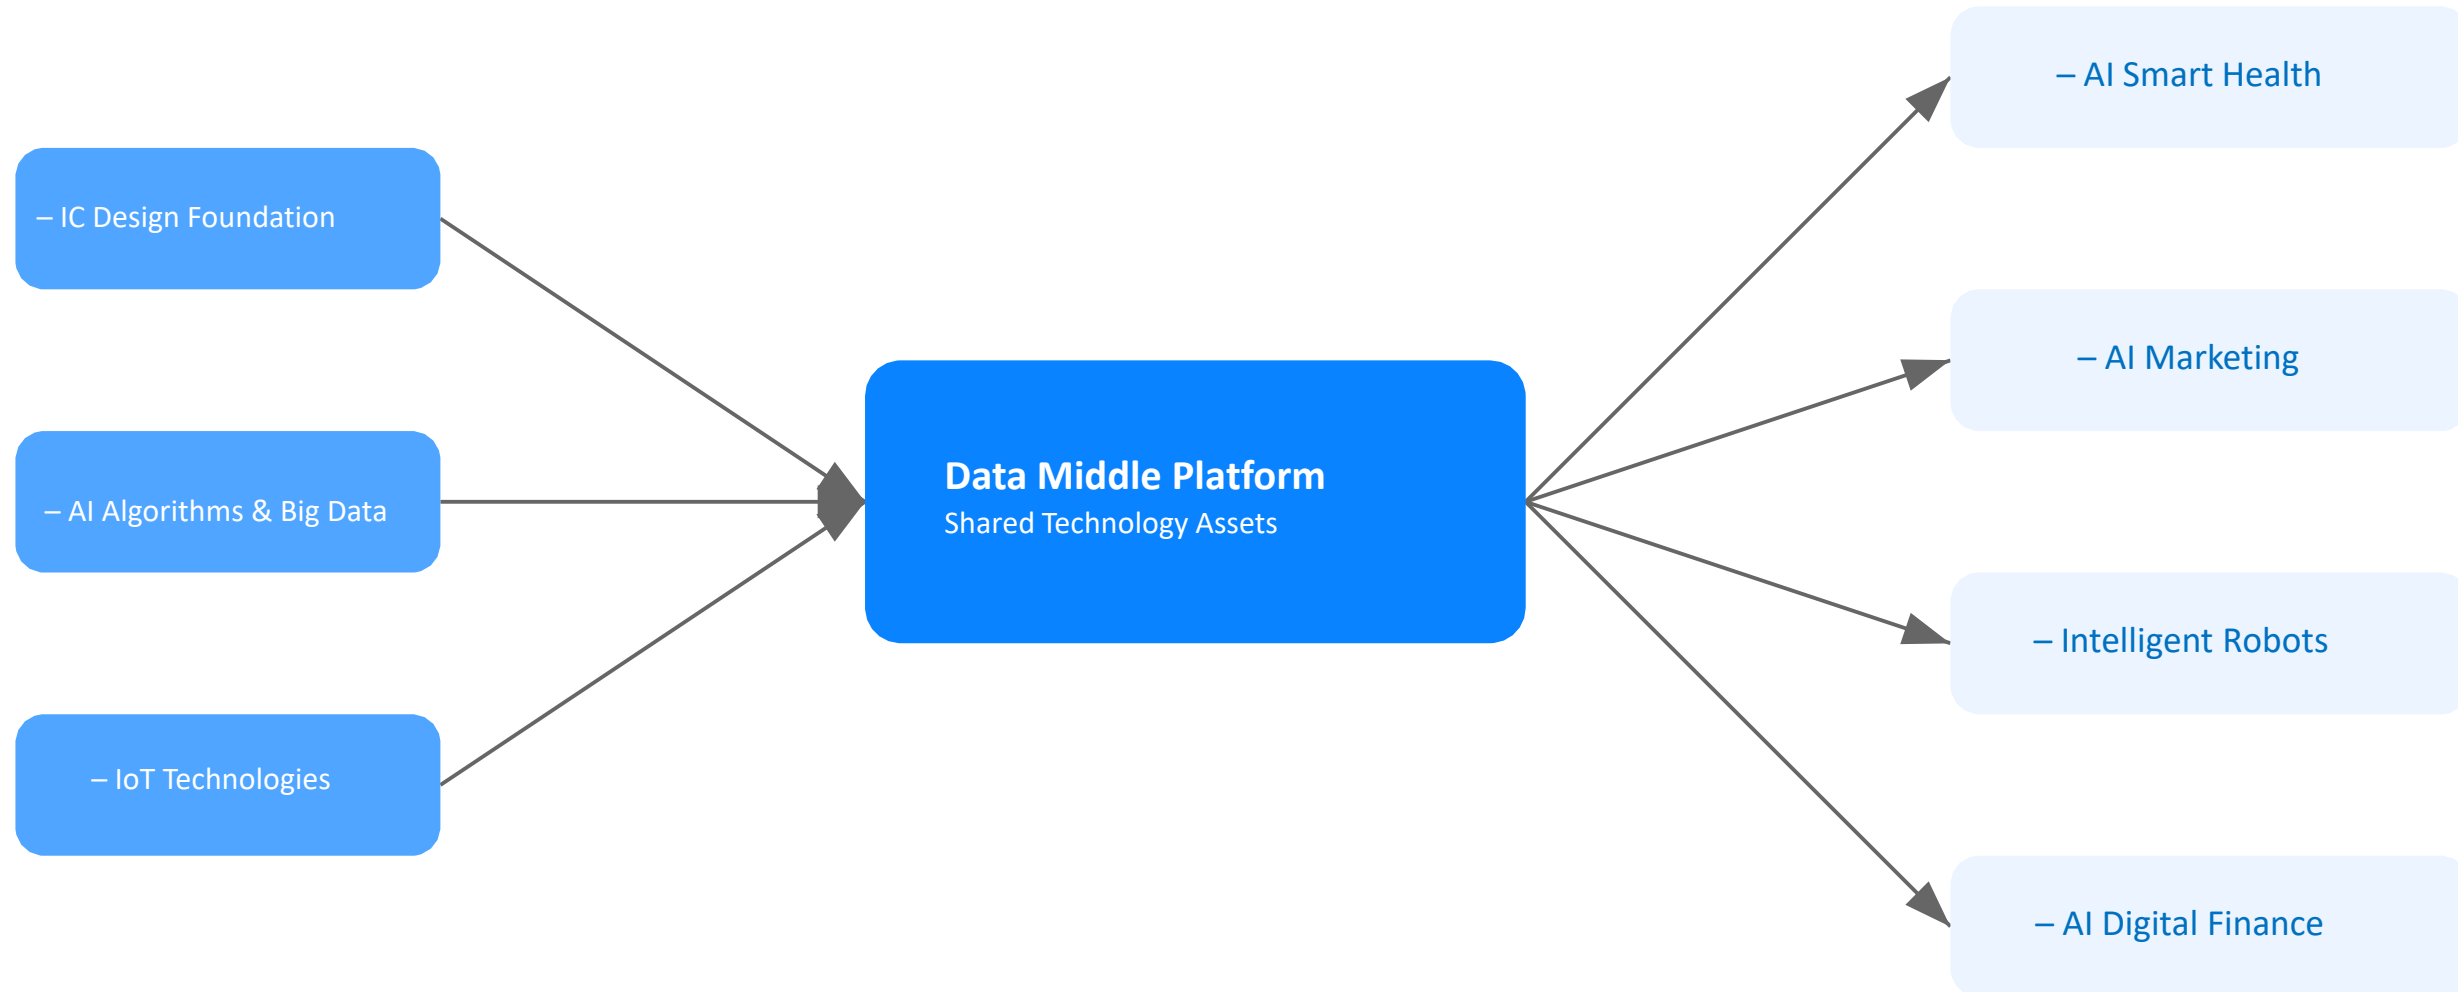 – IC Design Foundation
– AI Algorithms & Big Data
– IoT Technologies
Data Middle Platform
Shared Technology Assets
– AI Smart Health
– AI Marketing
– Intelligent Robots
– AI Digital Finance